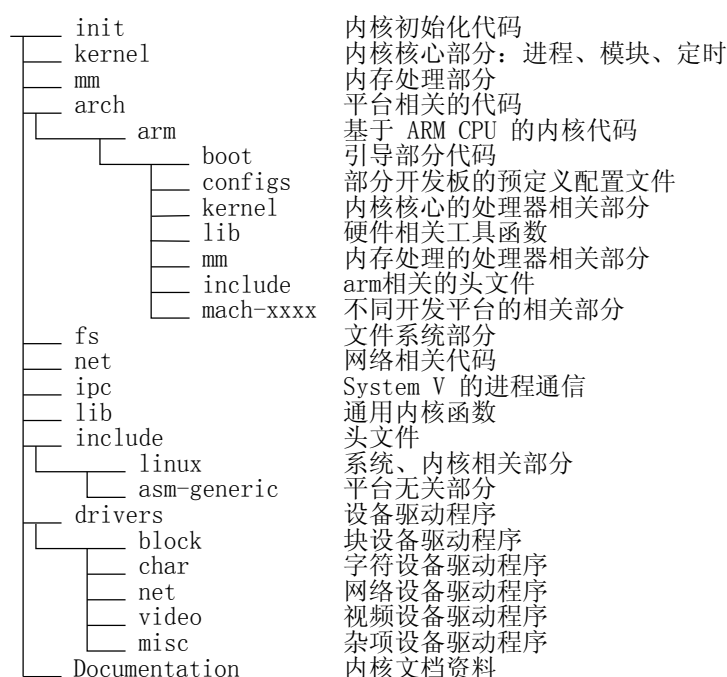 init 内核初始化代码
kernel 内核核心部分：进程、模块、定时
mm 内存处理部分
arch 平台相关的代码
arm 基于 ARM CPU 的内核代码
boot 引导部分代码
configs 部分开发板的预定义配置文件
kernel 内核核心的处理器相关部分
lib 硬件相关工具函数
mm 内存处理的处理器相关部分
include arm相关的头文件
mach-xxxx 不同开发平台的相关部分
fs 文件系统部分
net 网络相关代码
ipc System V 的进程通信
lib 通用内核函数
include 头文件
linux 系统、内核相关部分
asm-generic 平台无关部分
drivers 设备驱动程序
block 块设备驱动程序
char 字符设备驱动程序
net 网络设备驱动程序
video 视频设备驱动程序
misc 杂项设备驱动程序
Documentation 内核文档资料